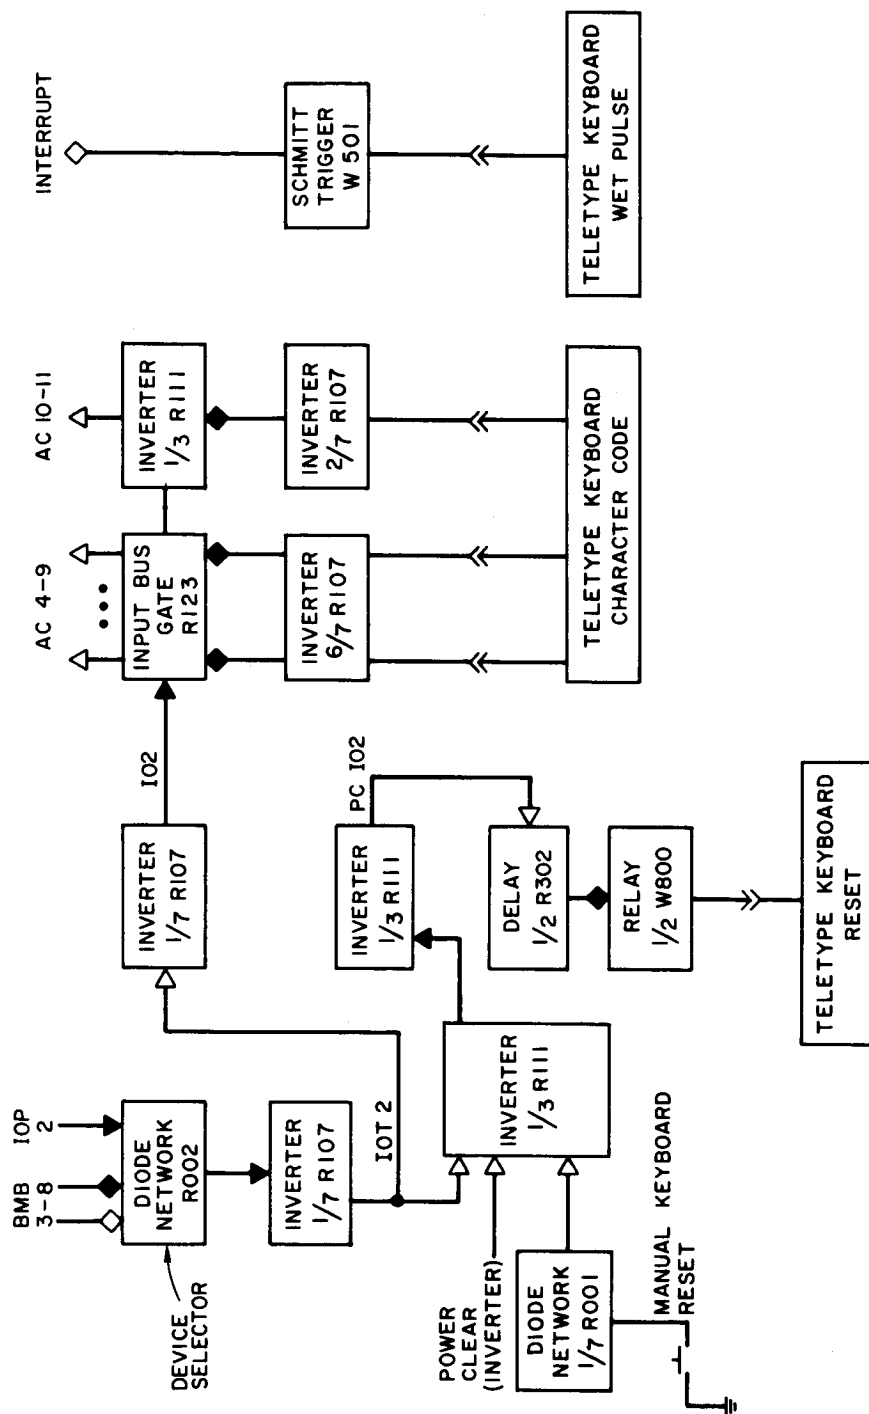 BMB
3-8
IOP
2
DEVICE
SELECTOR
DIODE
NETWORK
R002
INVERTER
1/7 R107
IOT 2
POWER
CLEAR
(INVERTER)
DIODE
NETWORK
1/7 R001
MANUAL KEYBOARD
RESET
INVERTER
1/3 R111
INVERTER
1/7 R107
IO2
INVERTER
1/3 R111
PC IO2
DELAY
1/2 R302
RELAY
1/2 W800
TELETYPE KEYBOARD
RESET
AC 4-9
INPUT BUS
GATE
R123
INVERTER
6/7 R107
AC 10-11
INVERTER
1/3 R111
INVERTER
2/7 R107
TELETYPE KEYBOARD
CHARACTER CODE
INTERRUPT
SCHMITT
TRIGGER
W 501
TELETYPE KEYBOARD
WET PULSE